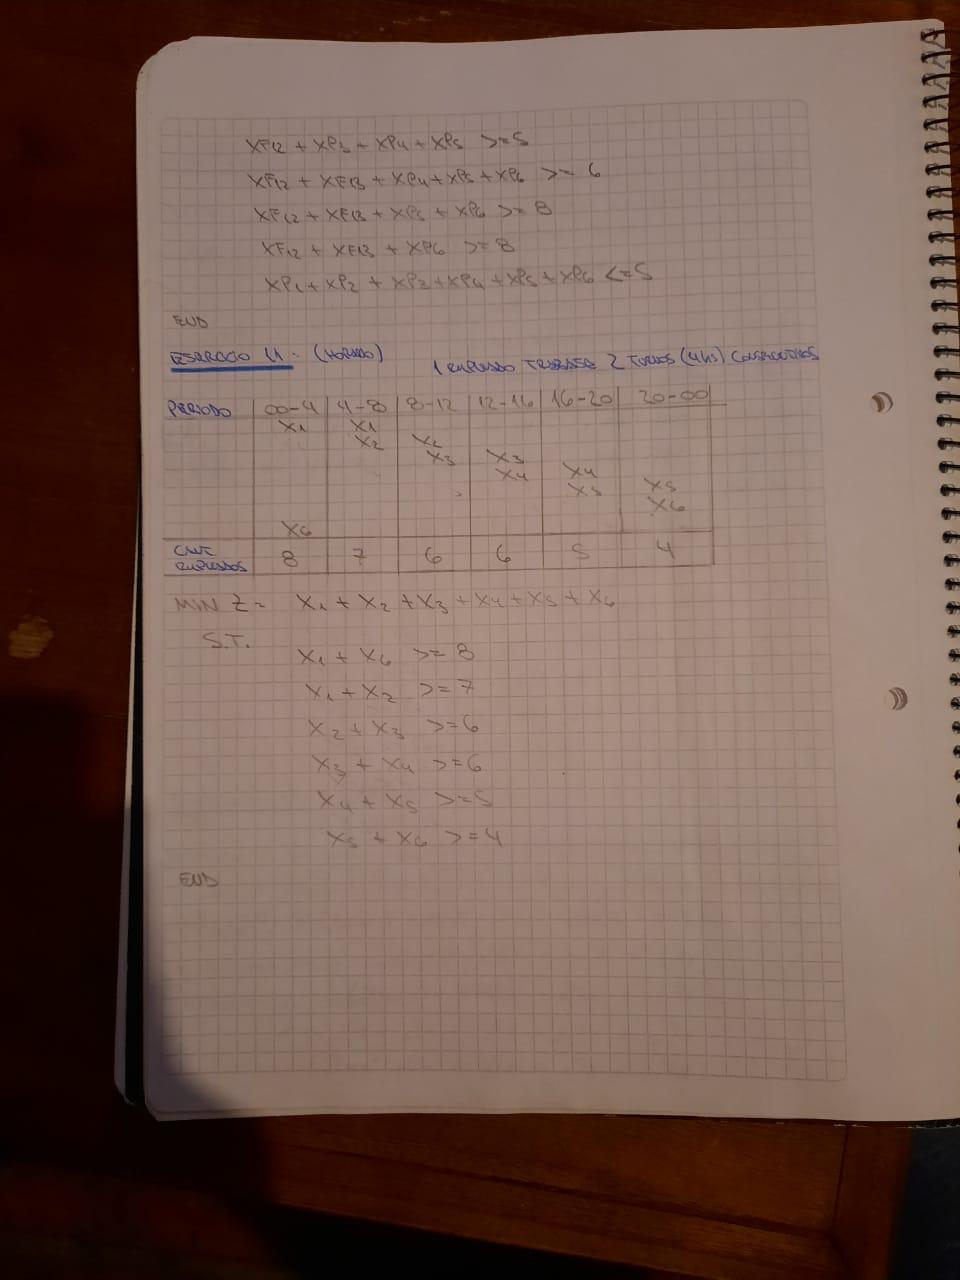 XF12 + XP3 + XP4 + XP5 >= 5
XF12 + XF13 + XP4 + XP5 + XP6 >= 6
XF12 + XF13 + XP5 + XP6 >= 8
XF12 + XF13 + XP6 >= 8
XP1 + XP2 + XP3 + XP4 + XP5 + XP6 <= 5
END
EJERCICIO 11. (HORARIO) 1 EMPLEADO TRABAJA 2 TURNOS (4hs) CONSECUTIVOS
PERIODO 00-4 4-8 8-12 12-16 16-20 20-00
X1 X1
X2 X2
X3 X3
X4 X4
X5 X5
X6
X6
CANT EMPLEADOS 8 7 6 6 5 4
MIN Z = X1 + X2 + X3 + X4 + X5 + X6
S.T.
X1 + X6 >= 8
X1 + X2 >= 7
X2 + X3 >= 6
X3 + X4 >= 6
X4 + X5 >= 5
X5 + X6 >= 4
END